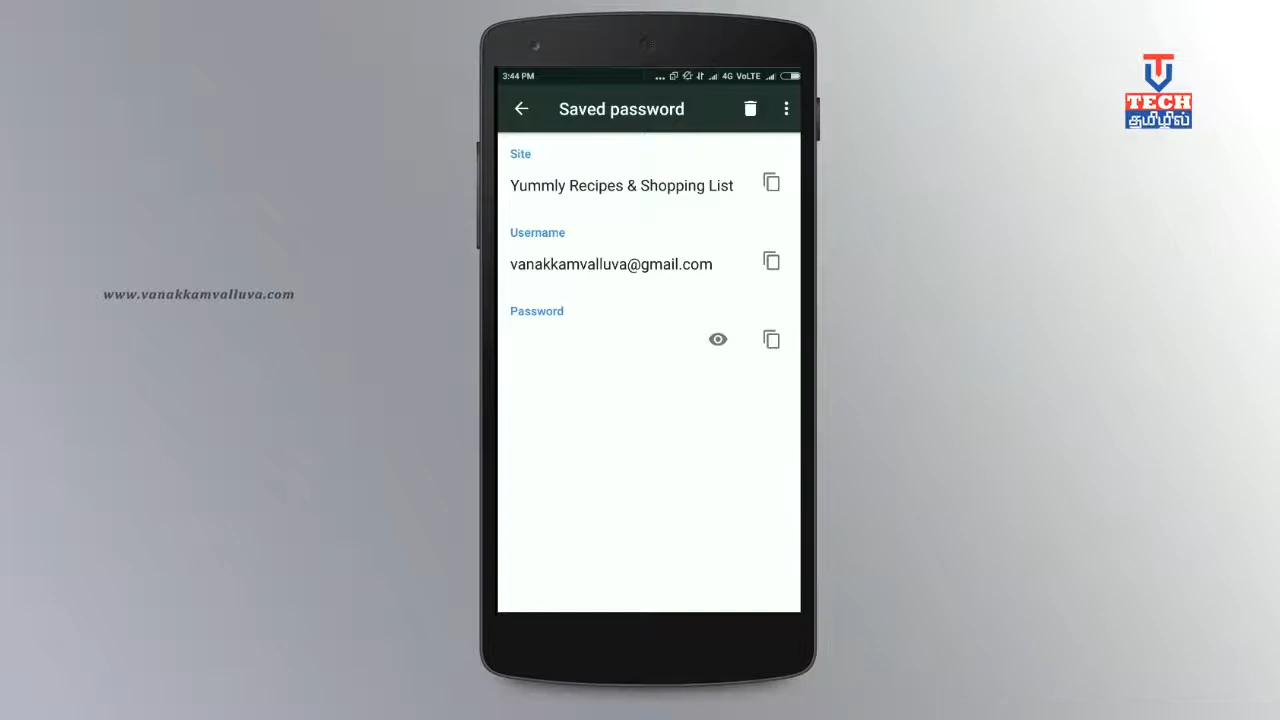 3:44 PM
4G VoLTE
Saved password
Site
Yummly Recipes & Shopping List
Username
vanakkamvalluva@gmail.com
Password
www.vanakkamvalluva.com
TECH
தமிழில்